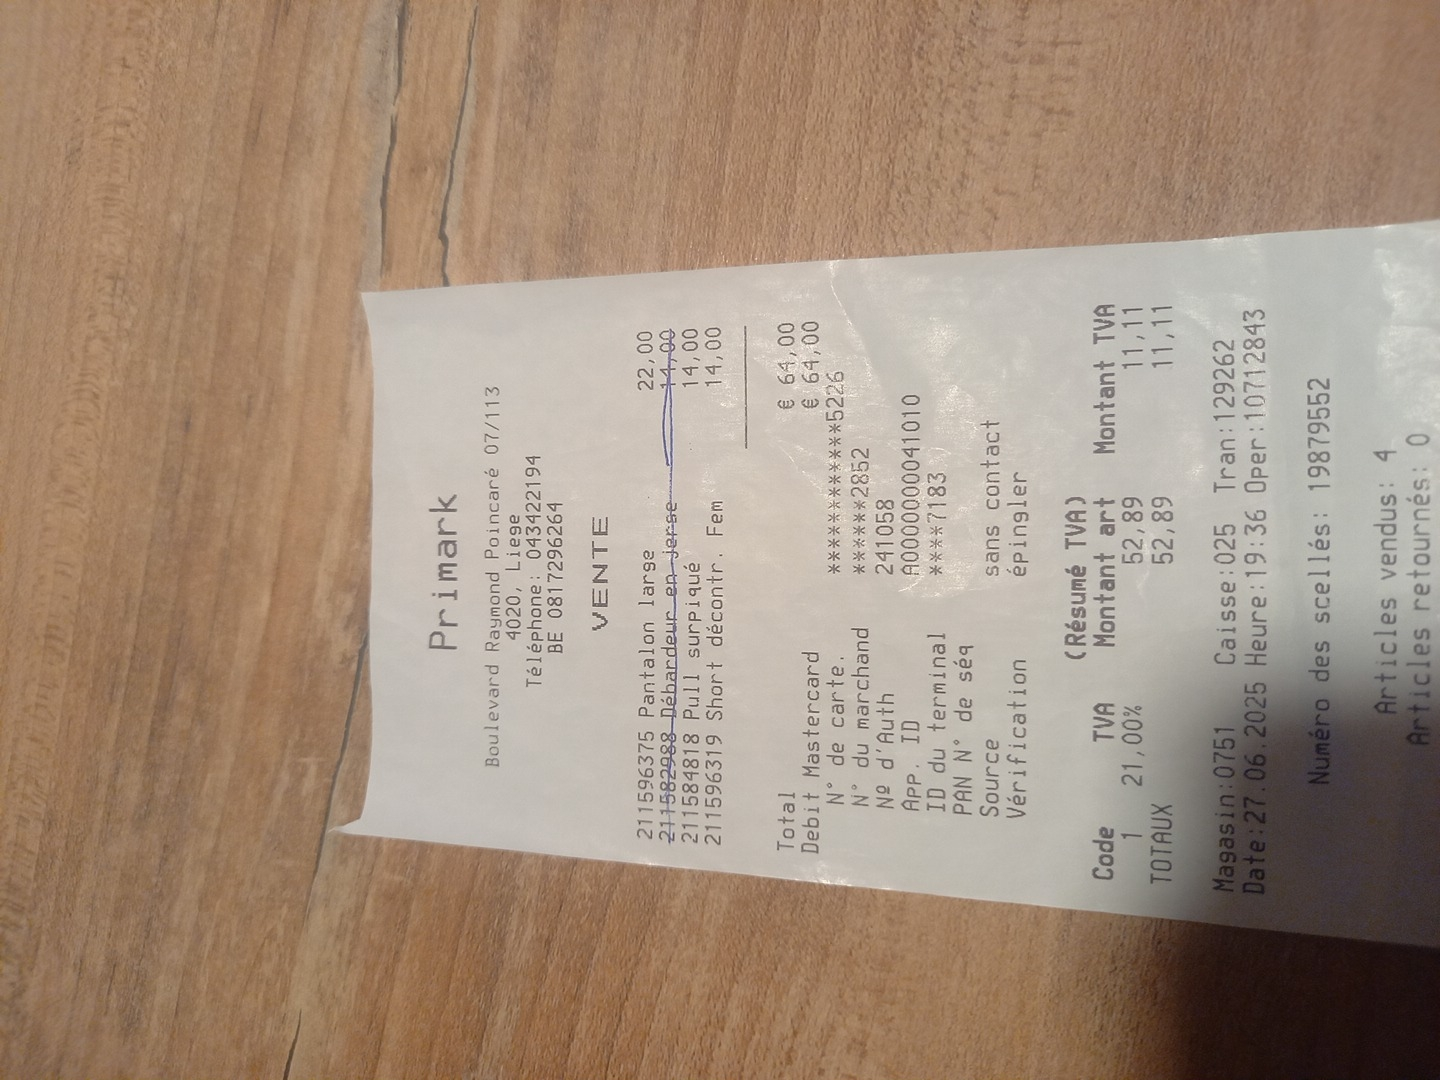 Primark
Boulevard Raymond Poincaré 07/113
4020, Liege
Téléphone: 043422194
BE 0817296264
VENTE
211596375 Pantalon large 22,00
211582988 Débardeur en jerse 14,00
211584818 Pull surpiqué 14,00
211596319 Short décontr. Fem 14,00
Total € 64,00
Debit Mastercard € 64,00
N° de carte. ************5226
N° du marchand ******2852
Nº d'Auth 241058
App. ID A0000000041010
ID du terminal ****7183
PAN N° de séq
Source sans contact
Vérification épingler
(Résumé TVA)
Code TVA Montant art Montant TVA
1 21,00% 52,89 11,11
TOTAUX 52,89 11,11
Magasin:0751 Caisse:025 Tran:129262
Date:27.06.2025 Heure:19:36 Oper:10712843
Numéro des scellés: 19879552
Articles vendus: 4
Articles retournés: 0